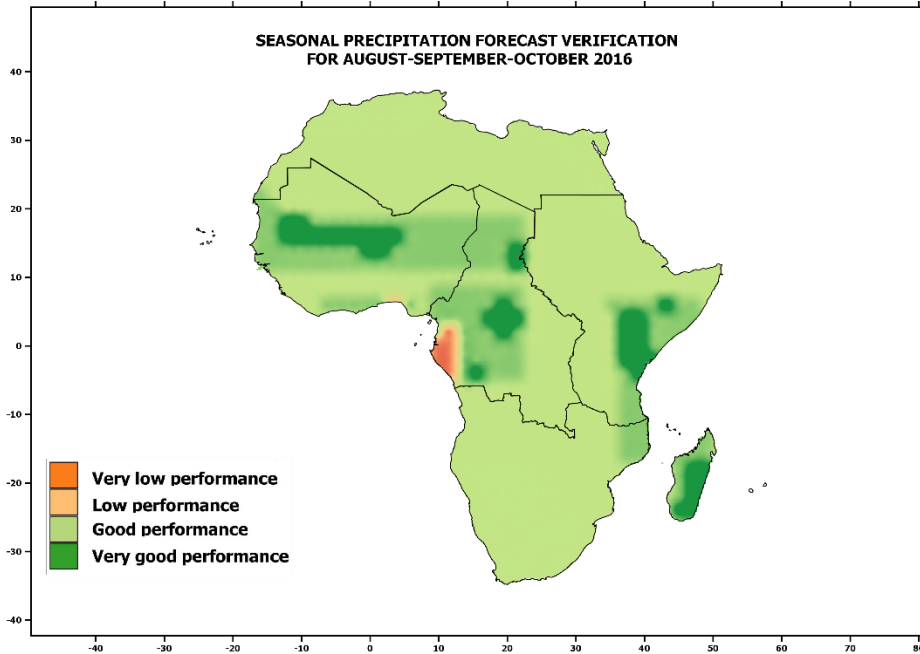 SEASONAL PRECIPITATION FORECAST VERIFICATION
FOR AUGUST-SEPTEMBER-OCTOBER 2016
40
30
20
10
0
-10
-20
-30
-40
Very low performance
Low performance
Good performance
Very good performance
-40 -30 -20 -10 0 10 20 30 40 50 60 70 80